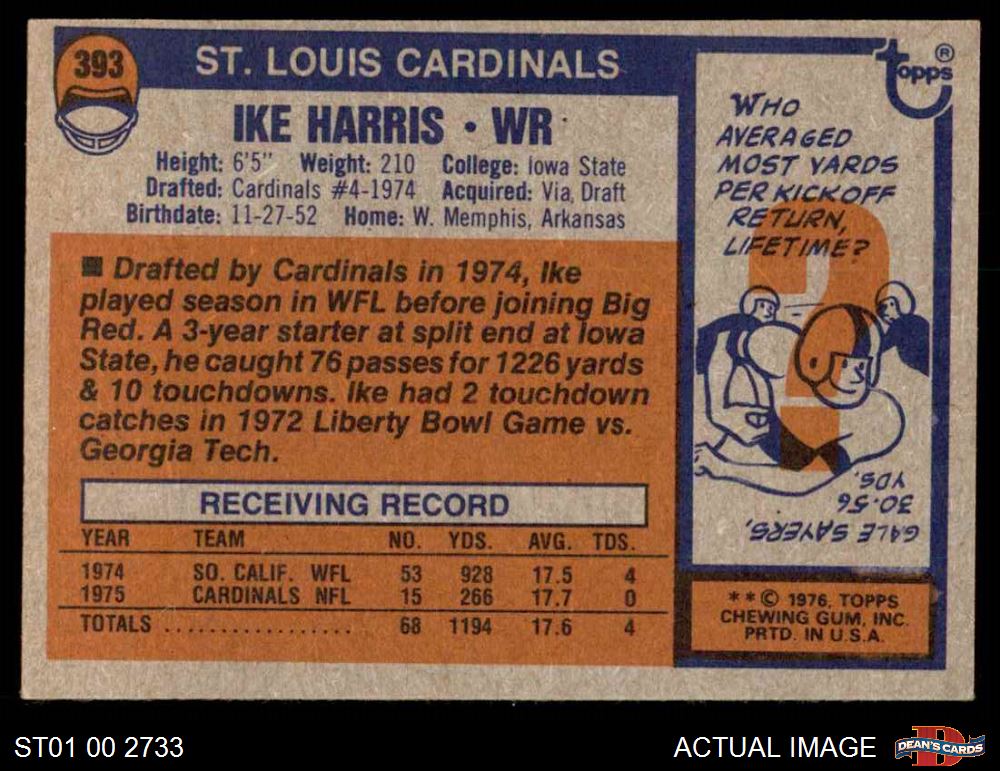 393
ST. LOUIS CARDINALS
IKE HARRIS • WR
Height: 6'5" Weight: 210 College: Iowa State
Drafted: Cardinals #4-1974 Acquired: Via, Draft
Birthdate: 11-27-52 Home: W. Memphis, Arkansas
■ Drafted by Cardinals in 1974, Ike
played season in WFL before joining Big
Red. A 3-year starter at split end at Iowa
State, he caught 76 passes for 1226 yards
& 10 touchdowns. Ike had 2 touchdown
catches in 1972 Liberty Bowl Game vs.
Georgia Tech.
RECEIVING RECORD
YEAR TEAM NO. YDS. AVG. TDS.
1974 SO. CALIF. WFL 53 928 17.5 4
1975 CARDINALS NFL 15 266 17.7 0
TOTALS .................. 68 1194 17.6 4
topps ®
WHO
AVERAGED
MOST YARDS
PER KICKOFF
RETURN,
LIFETIME?
?
GALE SAYERS,
30.56
YDS.
** © 1976, TOPPS
CHEWING GUM, INC.
PRTD. IN U.S.A.
ST01 00 2733
ACTUAL IMAGE
D
DEAN'S CARDS